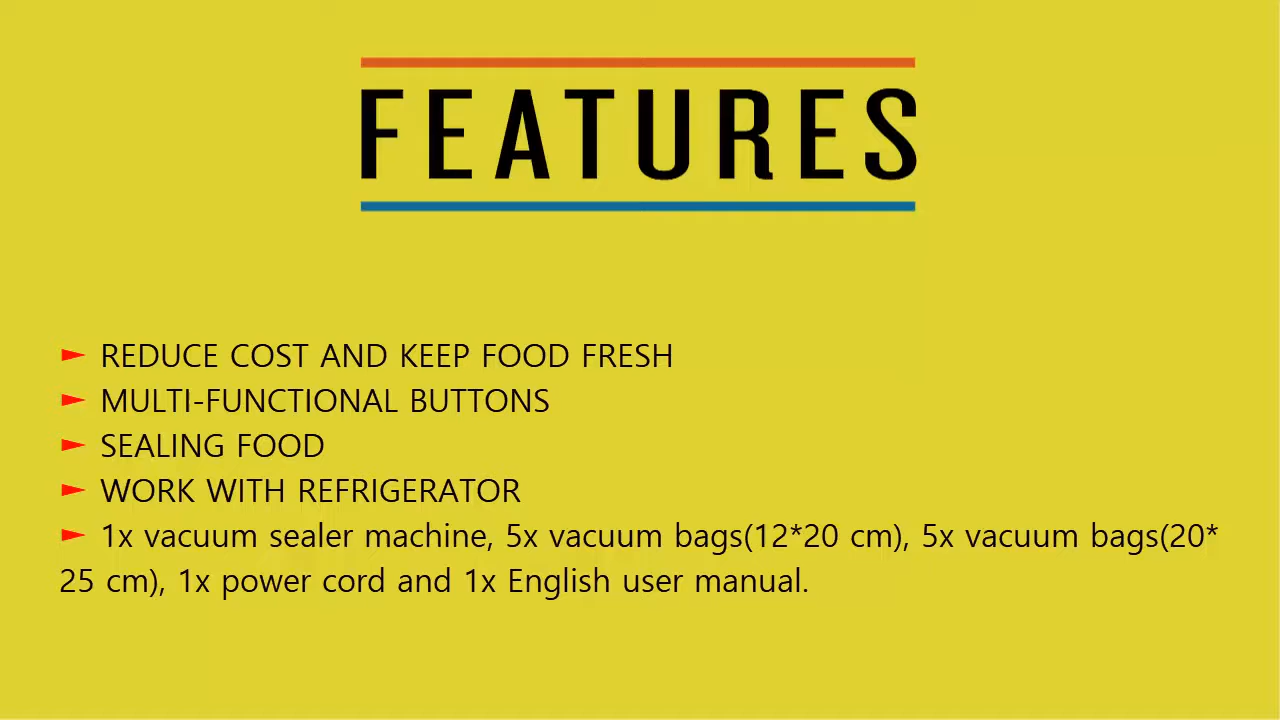 FEATURES
► REDUCE COST AND KEEP FOOD FRESH
► MULTI-FUNCTIONAL BUTTONS
► SEALING FOOD
► WORK WITH REFRIGERATOR
► 1x vacuum sealer machine, 5x vacuum bags(12*20 cm), 5x vacuum bags(20*
25 cm), 1x power cord and 1x English user manual.